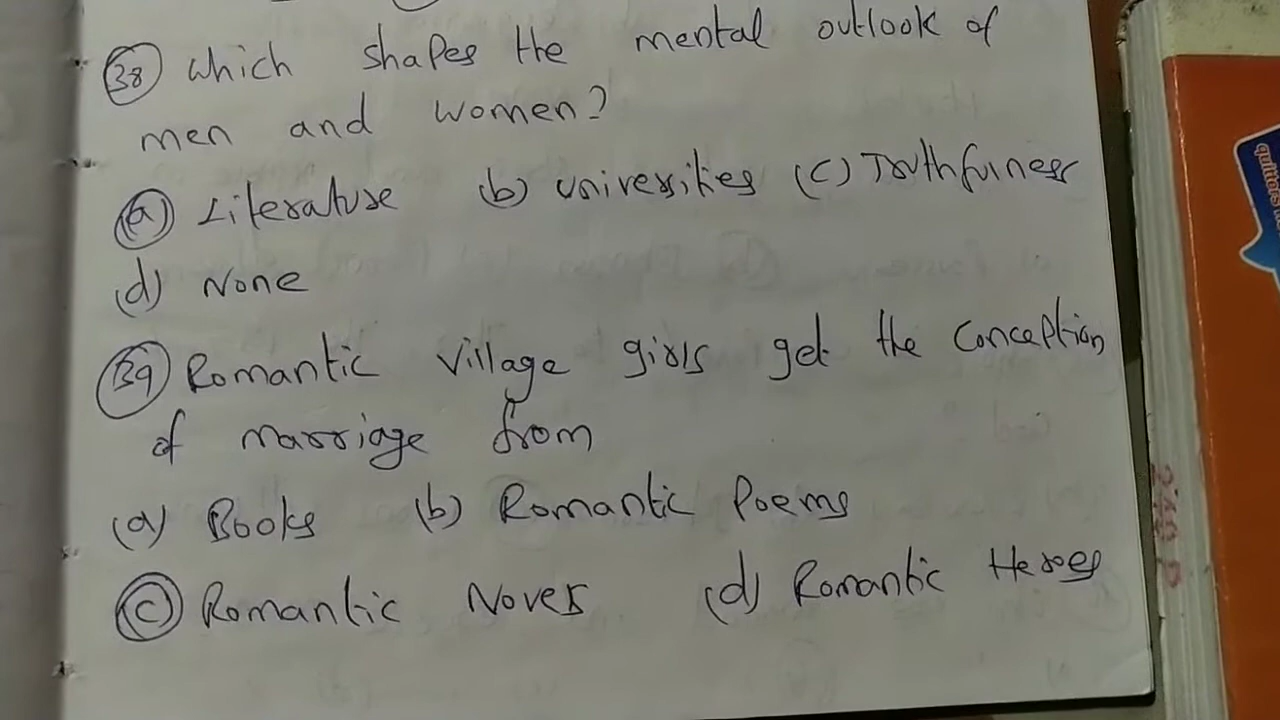 (38) Which shapes the mental outlook of
men and women?
(a) Literature (b) Universities (c) Truthfulness
(d) None
(39) Romantic village girls get the conception
of marriage from
(a) Books (b) Romantic Poems
(c) Romantic Novels (d) Romantic Heroes
240 P